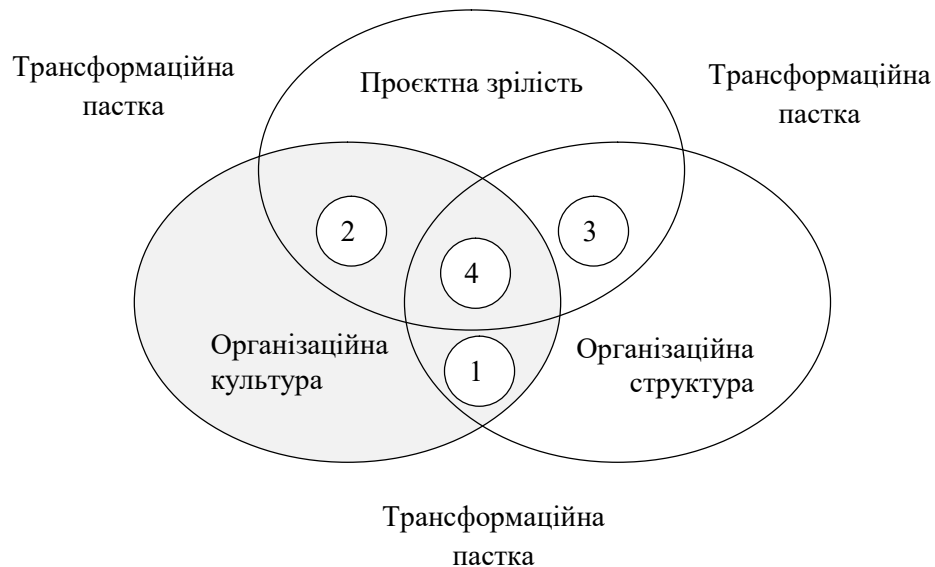 Трансформаційна
пастка
Проєктна зрілість
Трансформаційна
пастка
2
3
4
Організаційна
культура
1
Організаційна
структура
Трансформаційна
пастка